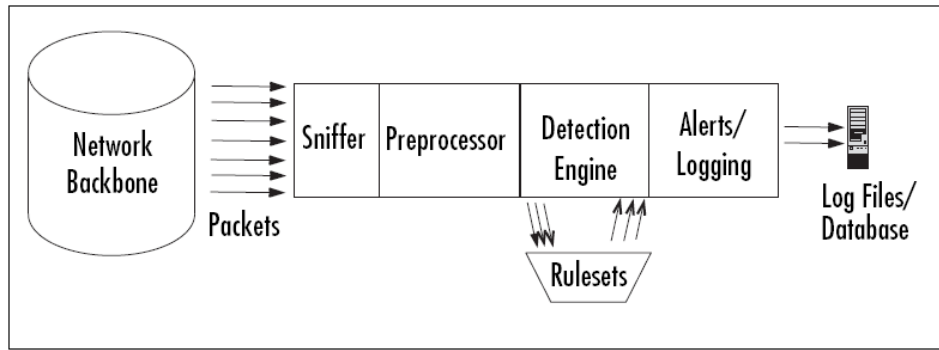 Network
Backbone
Packets
Sniffer
Preprocessor
Detection
Engine
Alerts/
Logging
Rulesets
Log Files/
Database